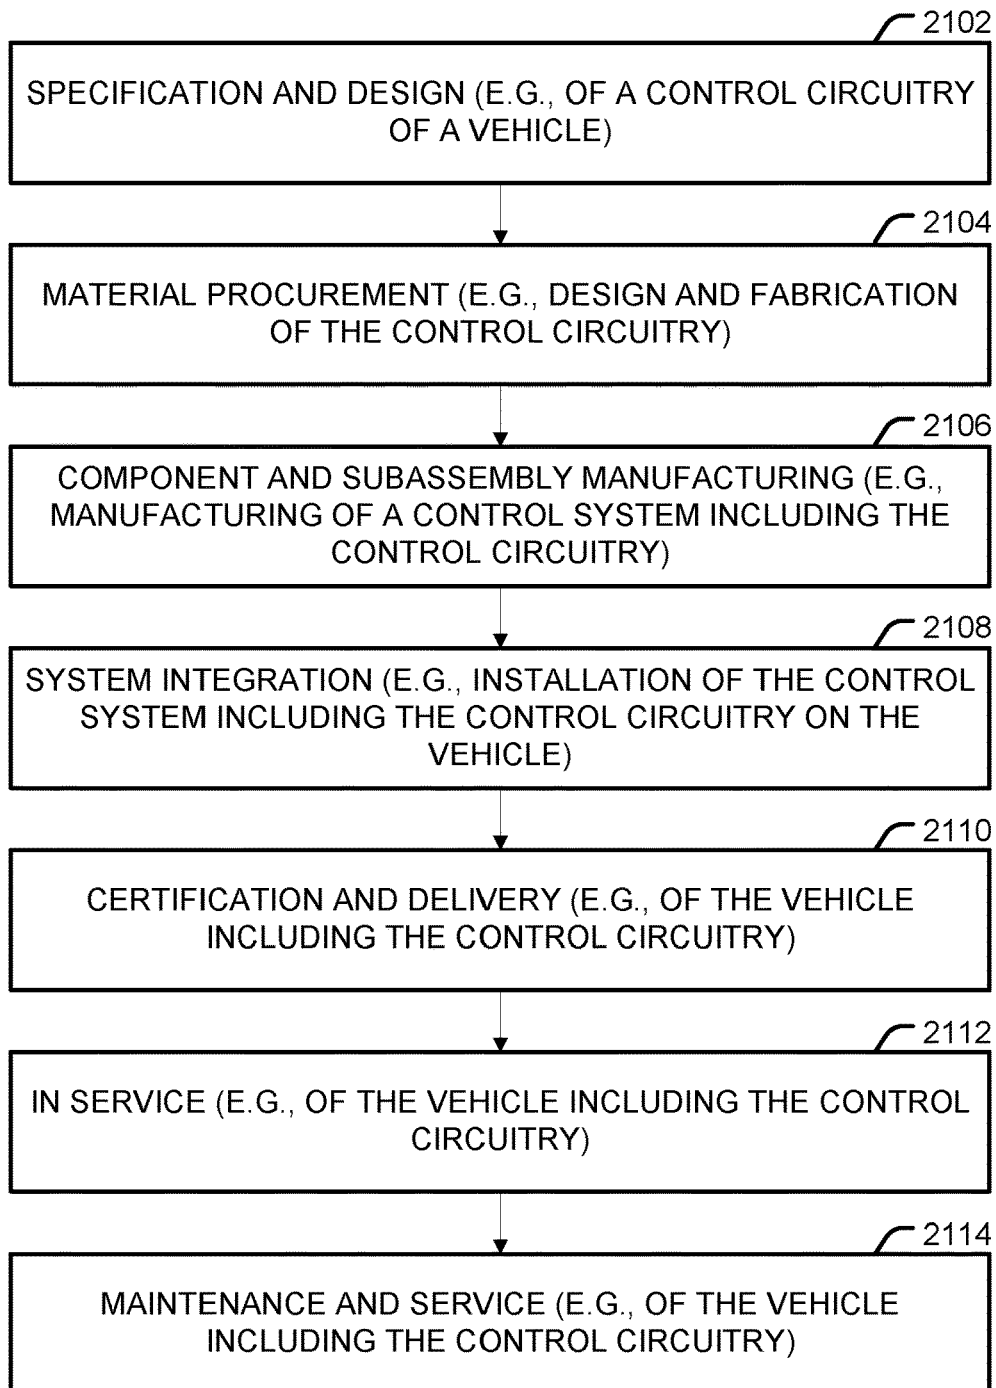 2102
SPECIFICATION AND DESIGN (E.G., OF A CONTROL CIRCUITRY
OF A VEHICLE)
2104
MATERIAL PROCUREMENT (E.G., DESIGN AND FABRICATION
OF THE CONTROL CIRCUITRY)
2106
COMPONENT AND SUBASSEMBLY MANUFACTURING (E.G.,
MANUFACTURING OF A CONTROL SYSTEM INCLUDING THE
CONTROL CIRCUITRY)
2108
SYSTEM INTEGRATION (E.G., INSTALLATION OF THE CONTROL
SYSTEM INCLUDING THE CONTROL CIRCUITRY ON THE
VEHICLE)
2110
CERTIFICATION AND DELIVERY (E.G., OF THE VEHICLE
INCLUDING THE CONTROL CIRCUITRY)
2112
IN SERVICE (E.G., OF THE VEHICLE INCLUDING THE CONTROL
CIRCUITRY)
2114
MAINTENANCE AND SERVICE (E.G., OF THE VEHICLE
INCLUDING THE CONTROL CIRCUITRY)